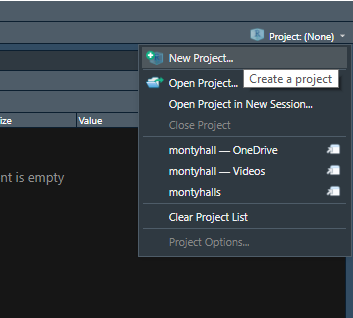 Project: (None)
New Project...
Create a project
Open Project...
Open Project in New Session...
Close Project
ize Value
montyhall — OneDrive
nt is empty
montyhall — Videos
montyhalls
Clear Project List
Project Options...